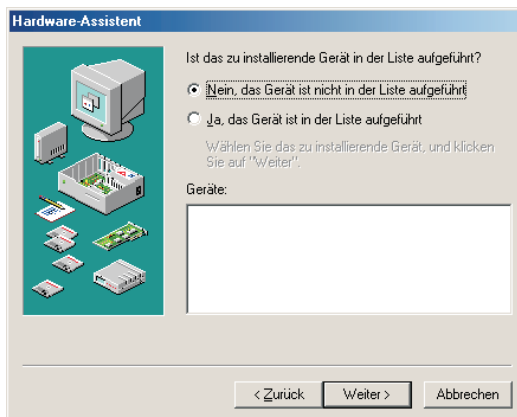 Hardware-Assistent
Ist das zu installierende Gerät in der Liste aufgeführt?
Nein, das Gerät ist nicht in der Liste aufgeführt
Ja, das Gerät ist in der Liste aufgeführt
Wählen Sie das zu installierende Gerät, und klicken
Sie auf "Weiter".
Geräte:
< Zurück
Weiter >
Abbrechen